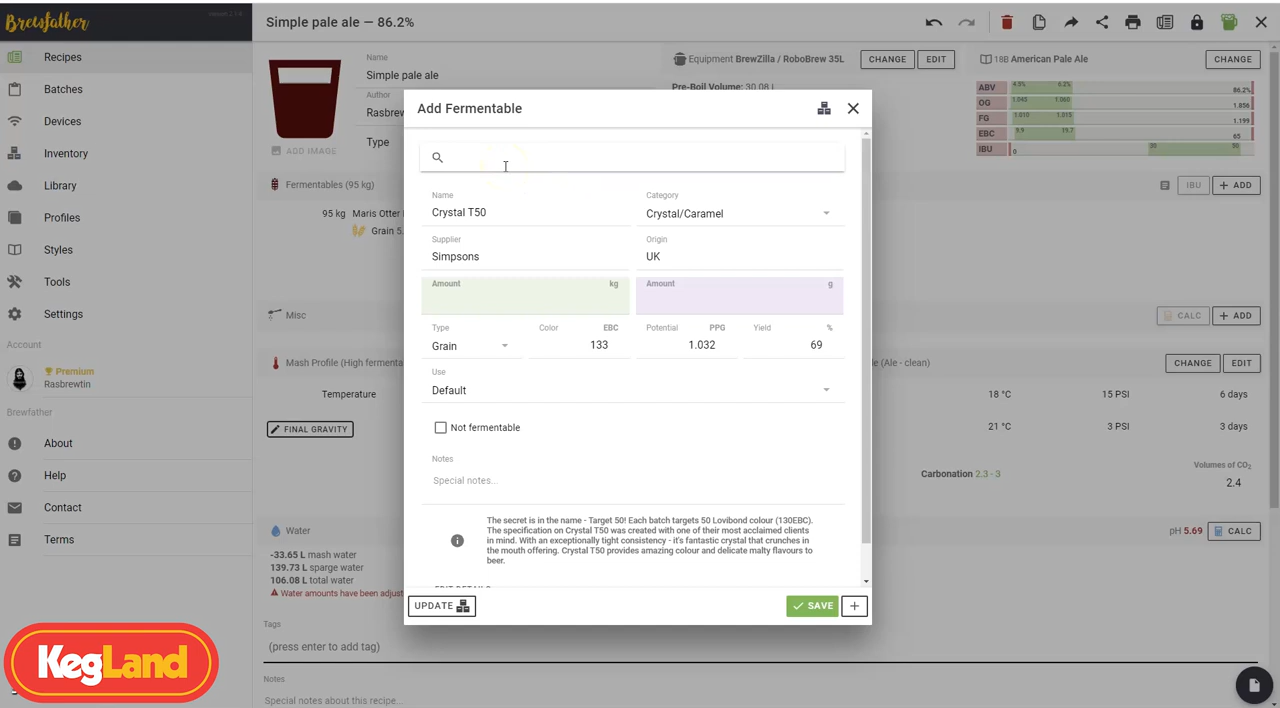 Brewfather
Simple pale ale — 86.2%
Recipes
Batches
Devices
Inventory
Library
Profiles
Styles
Tools
Settings
Account
Premium
Rasbrewtin
Brewfather
About
Help
Contact
Terms
KegLand
ADD IMAGE
Name
Simple pale ale
Author
Rasbrew
Type
Equipment BrewZilla / RoboBrew 35L
CHANGE
EDIT
Pre-Boil Volume: 30.08 L
18B American Pale Ale
CHANGE
ABV 4.5% 6.2% 86.2%
OG 1.045 1.060 1.856
FG 1.010 1.015 1.199
EBC 9.9 19.7 65
IBU 0 30 50
Fermentables (95 kg)
IBU
ADD
95 kg Maris Otter
Grain 5.
Misc
CALC
ADD
Mash Profile (High fermenta
Temperature
FINAL GRAVITY
(Ale - clean)
CHANGE
EDIT
18 °C 15 PSI 6 days
21 °C 3 PSI 3 days
Carbonation 2.3 - 3
Volumes of CO2
2.4
Water
-33.65 L mash water
139.73 L sparge water
106.08 L total water
Water amounts have been adjust
pH 5.69
CALC
Tags
(press enter to add tag)
Notes
Special notes about this recipe...
Add Fermentable
Name
Crystal T50
Category
Crystal/Caramel
Supplier
Simpsons
Origin
UK
Amount kg
Amount g
Type
Grain
Color EBC
133
Potential PPG
1.032
Yield %
69
Use
Default
Not fermentable
Notes
Special notes...
The secret is in the name - Target 50! Each batch targets 50 Lovibond colour (130EBC).
The specification on Crystal T50 was created with one of their most acclaimed clients
in mind. With an exceptionally tight consistency - it's fantastic crystal that crunches in
the mouth offering. Crystal T50 provides amazing colour and delicate malty flavours to
beer.
UPDATE
SAVE